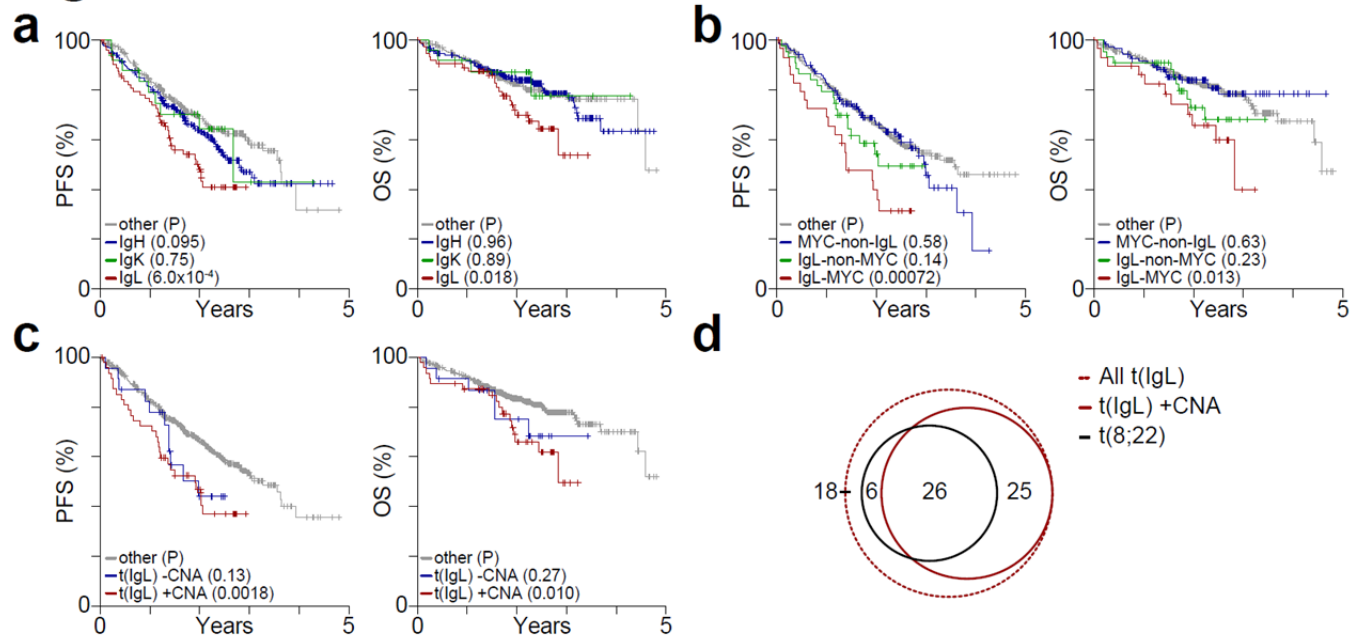 a
100
PFS (%)
other (P)
IgH (0.095)
IgK (0.75)
IgL (6.0x10⁻⁴)
0
0
Years
5
100
OS (%)
other (P)
IgH (0.96)
IgK (0.89)
IgL (0.018)
0
0
Years
5
b
100
PFS (%)
other (P)
MYC-non-IgL (0.58)
IgL-non-MYC (0.14)
IgL-MYC (0.00072)
0
0
Years
5
100
OS (%)
other (P)
MYC-non-IgL (0.63)
IgL-non-MYC (0.23)
IgL-MYC (0.013)
0
0
Years
5
c
100
PFS (%)
other (P)
t(IgL) -CNA (0.13)
t(IgL) +CNA (0.0018)
0
0
Years
5
100
OS (%)
other (P)
t(IgL) -CNA (0.27)
t(IgL) +CNA (0.010)
0
0
Years
5
d
All t(IgL)
t(IgL) +CNA
t(8;22)
18
6
26
25